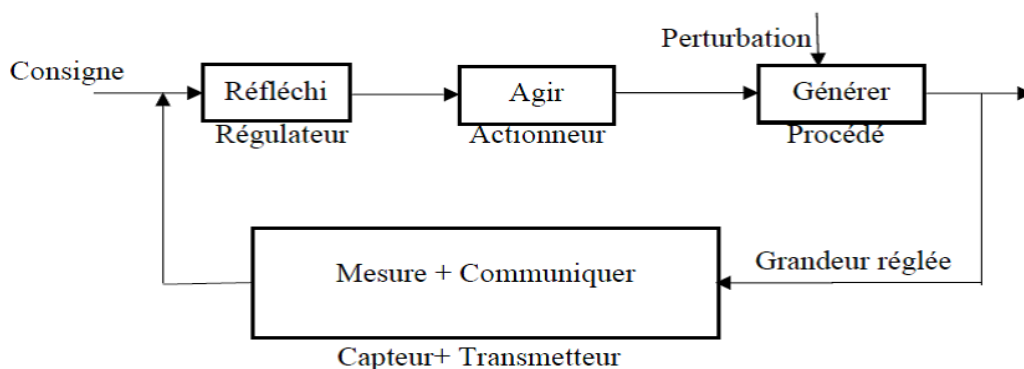 Perturbation
Consigne
Réfléchi
Agir
Générer
Régulateur
Actionneur
Procédé
Mesure + Communiquer
Grandeur réglée
Capteur+ Transmetteur